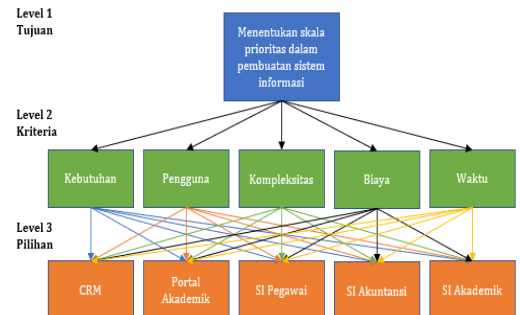 Level 1
Tujuan
Menentukan skala
prioritas dalam
pembuatan sistem
informasi
Level 2
Kriteria
Kebutuhan
Pengguna
Kompleksitas
Biaya
Waktu
Level 3
Pilihan
CRM
Portal
Akademik
SI Pegawai
SI Akuntansi
SI Akademik